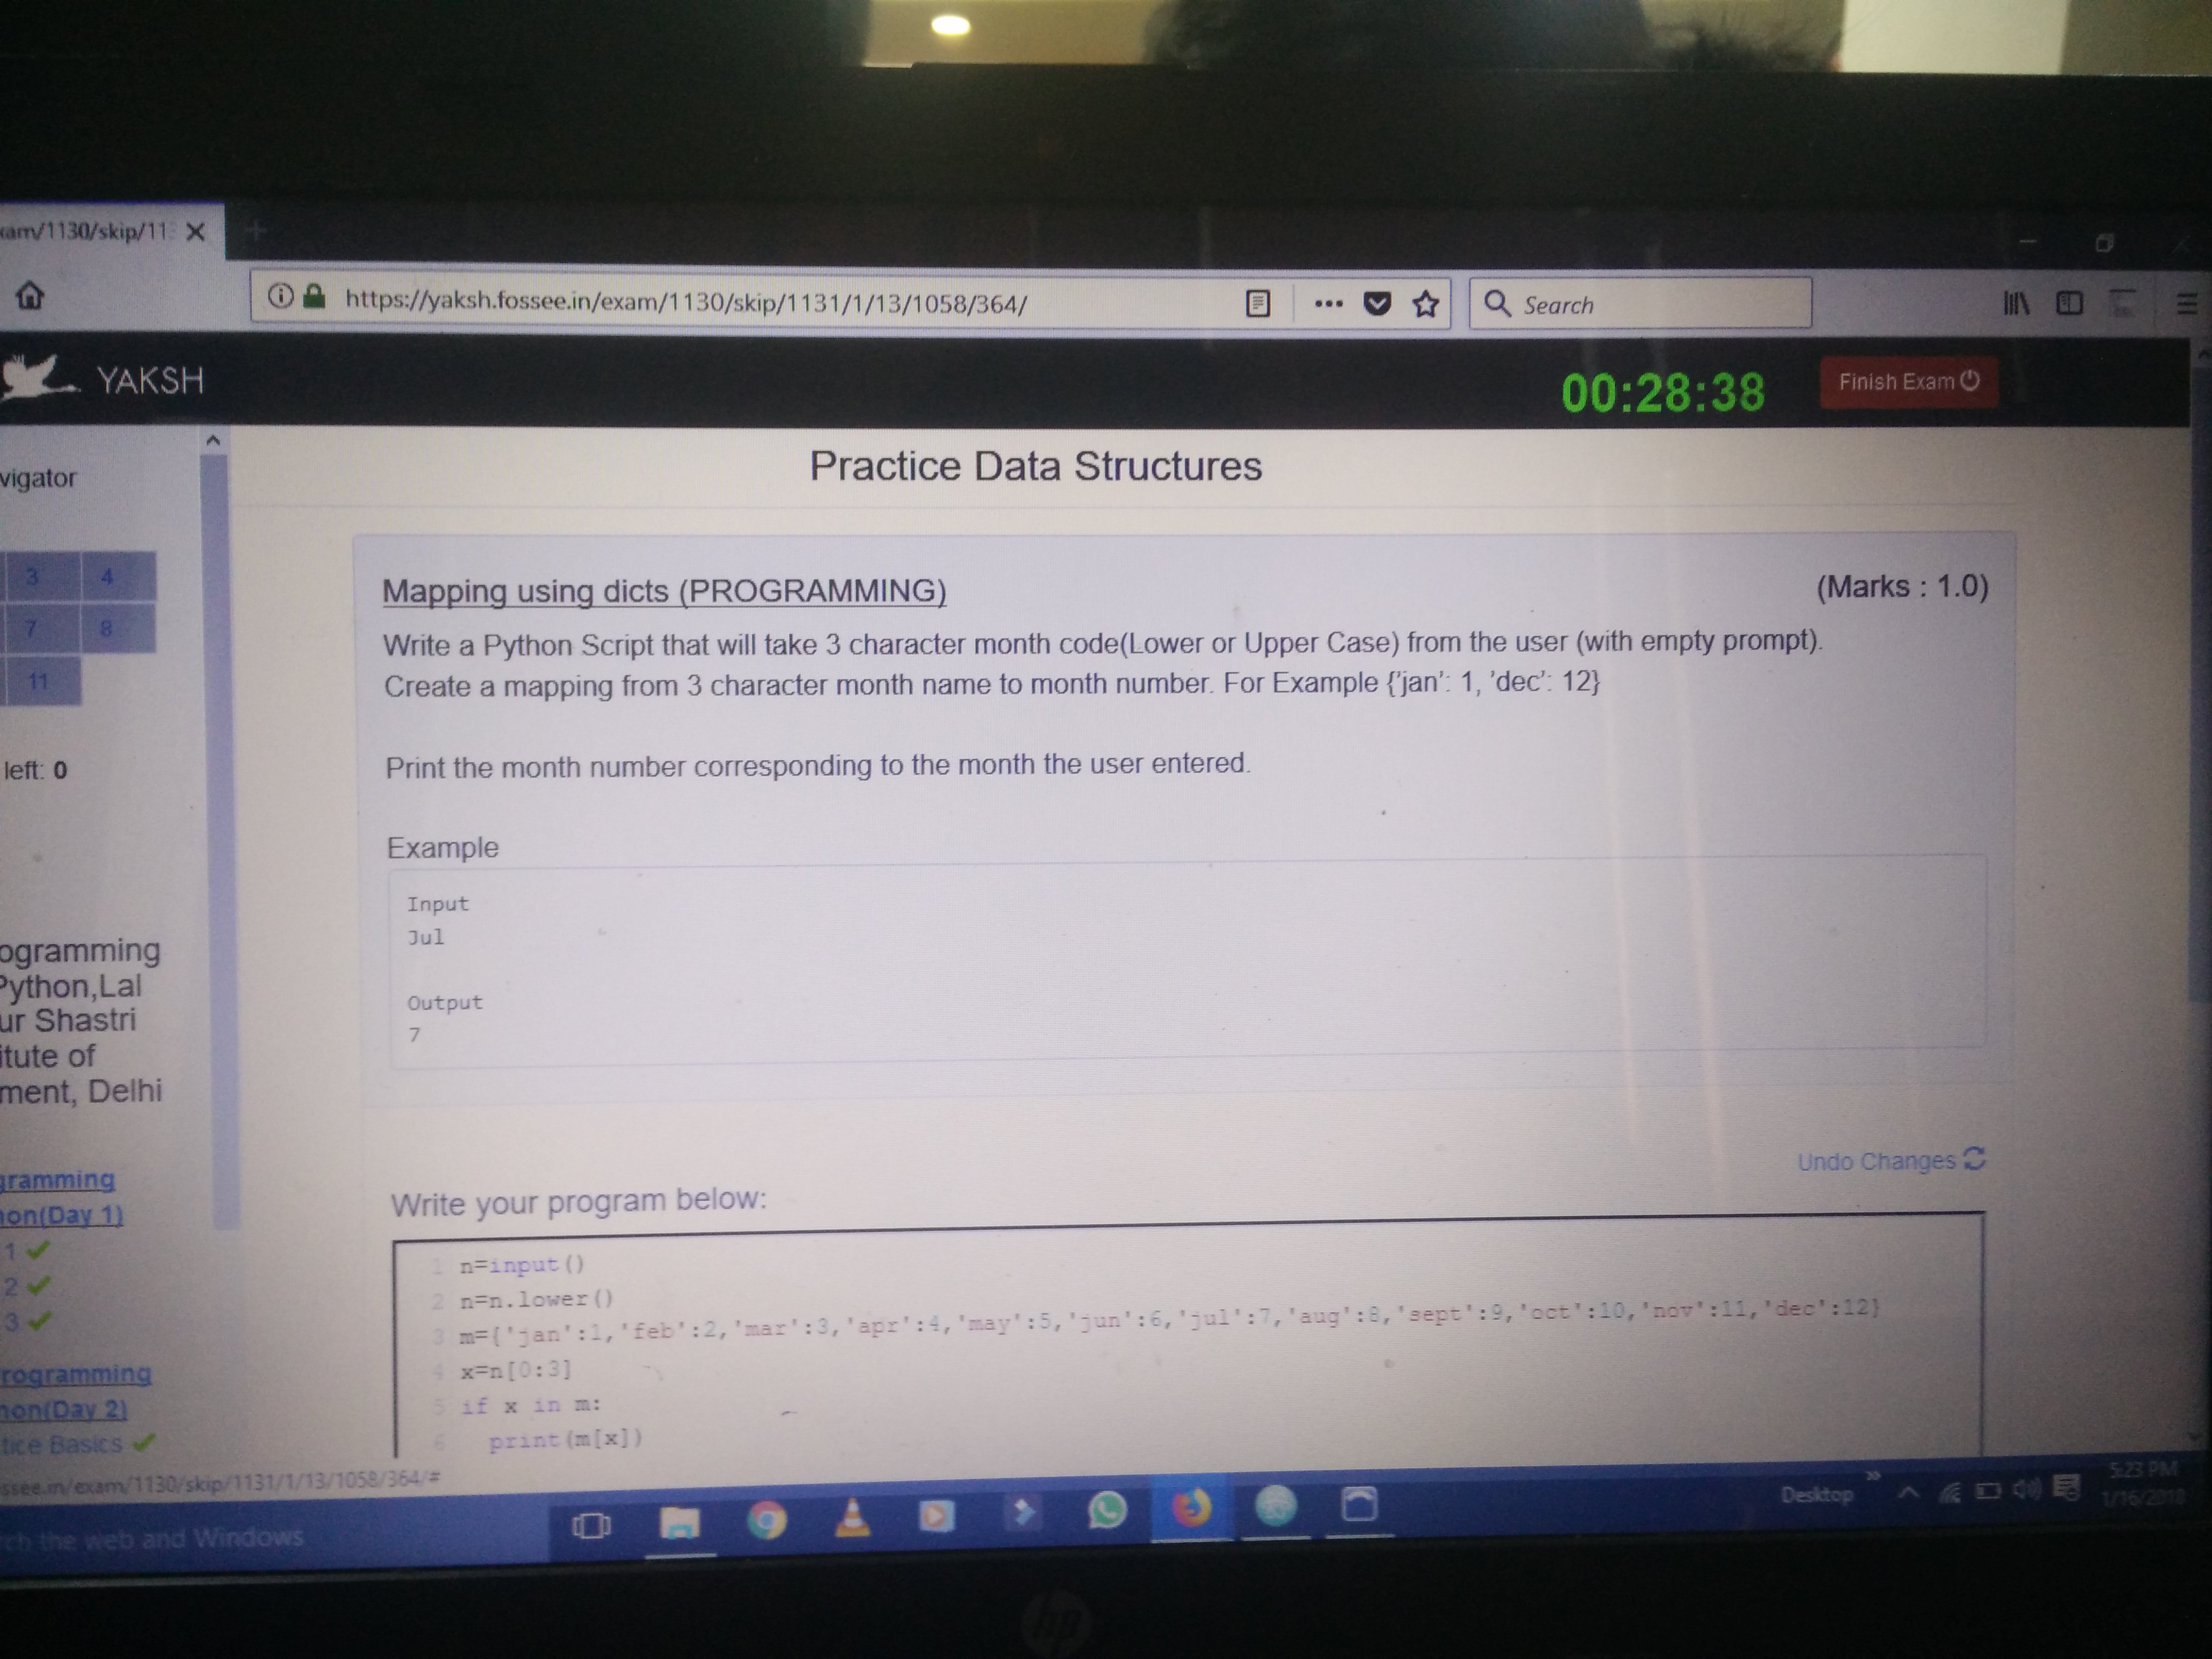 am/1130/skip/11
https://yaksh.fossee.in/exam/1130/skip/1131/1/13/1058/364/
Search
YAKSH
00:28:38
Finish Exam
vigator
Practice Data Structures
3 4
7 8
11
left: 0
Mapping using dicts (PROGRAMMING)
(Marks : 1.0)
Write a Python Script that will take 3 character month code(Lower or Upper Case) from the user (with empty prompt).
Create a mapping from 3 character month name to month number. For Example {'jan': 1, 'dec': 12}
Print the month number corresponding to the month the user entered.
Example
Input
Jul
Output
7
ogramming
Python,Lal
ur Shastri
itute of
ment, Delhi
Undo Changes
Write your program below:
gramming
hon(Day 1)
1
2
3
rogramming
hon(Day 2)
tice Basics
1 n=input()
2 n=n.lower()
3 m={'jan':1,'feb':2,'mar':3,'apr':4,'may':5,'jun':6,'jul':7,'aug':8,'sept':9,'oct':10,'nov':11,'dec':12}
4 x=n[0:3]
5 if x in m:
6 print(m[x])
ssee.in/exam/1130/skip/1131/1/13/1058/364/#
rch the web and Windows
Desktop
5:23 PM
1/16/2018
hp